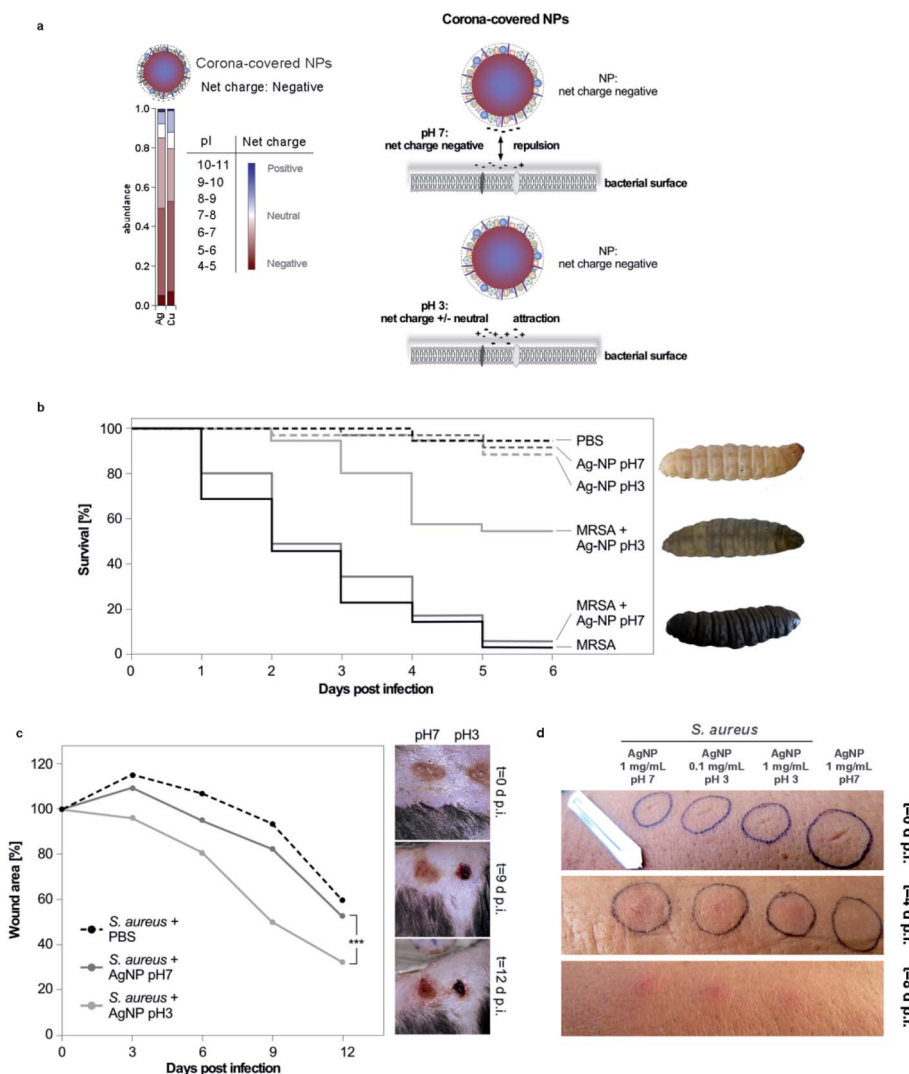 Corona-covered NPs
a
Corona-covered NPs
Net charge: Negative
1.0
0.8
0.6
0.4
0.2
0.0
abundance
Ag
Cu
pI
Net charge
10-11
9-10
8-9
7-8
6-7
5-6
4-5
Positive
Neutral
Negative
NP:
net charge negative
pH 7:
net charge negative
repulsion
bacterial surface
NP:
net charge negative
pH 3:
net charge +/- neutral
attraction
bacterial surface
b
100
80
60
40
20
0
Survival [%]
0 1 2 3 4 5 6
Days post infection
PBS
Ag-NP pH7
Ag-NP pH3
MRSA +
Ag-NP pH3
MRSA +
Ag-NP pH7
MRSA
c
120
100
80
60
40
20
0
Wound area [%]
S. aureus +
PBS
S. aureus +
AgNP pH7
S. aureus +
AgNP pH3
***
0 3 6 9 12
Days post infection
pH7 pH3
t=0 d p.i.
t=9 d p.i.
t=12 d p.i.
d
S. aureus
AgNP
1 mg/mL
pH 7
AgNP
0.1 mg/mL
pH 3
AgNP
1 mg/mL
pH 3
AgNP
1 mg/mL
pH7
t=0 d p.i.
t=4 d p.i.
t=8 d p.i.